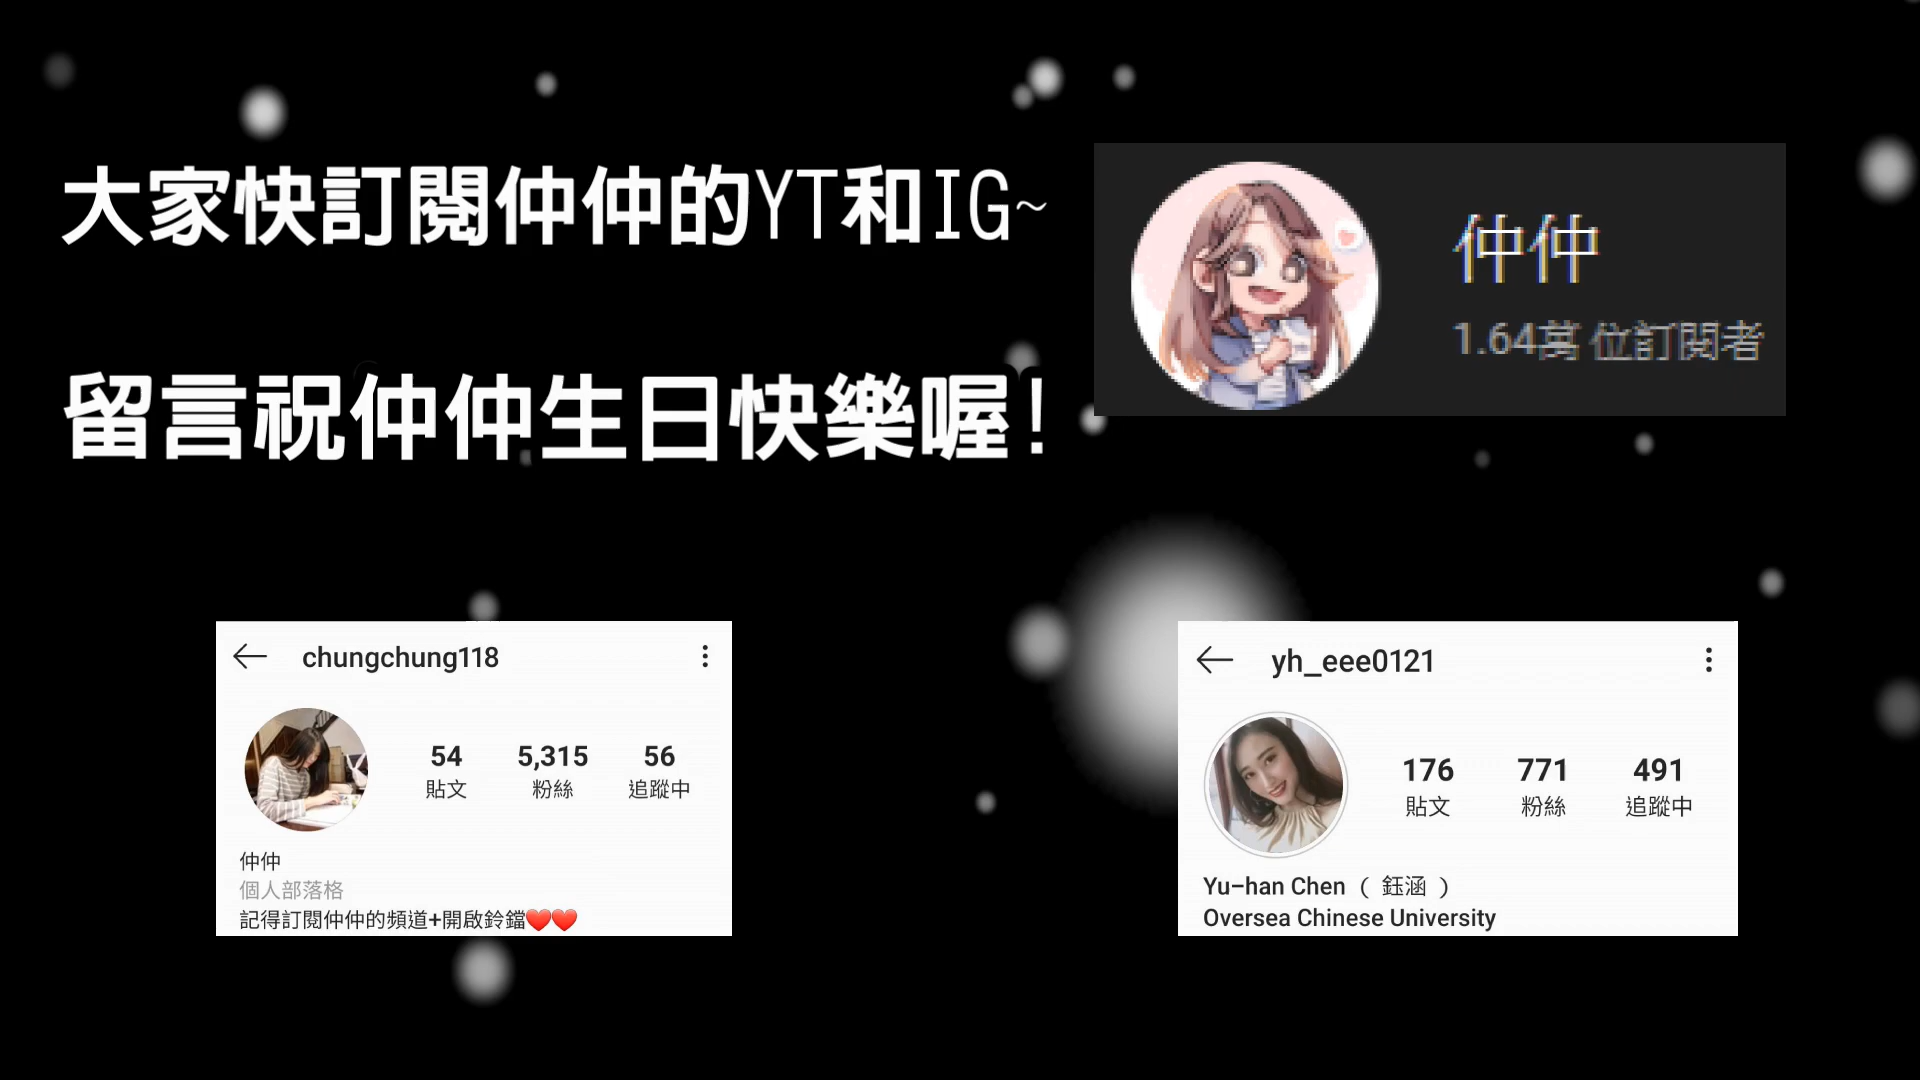 大家快訂閱仲仲的YT和IG~
留言祝仲仲生日快樂喔!
仲仲
1.64萬 位訂閱者
chungchung118
54 5,315 56
貼文 粉絲 追蹤中
仲仲
個人部落格
記得訂閱仲仲的頻道+開啟鈴鐺❤️❤️
yh_eee0121
176 771 491
貼文 粉絲 追蹤中
Yu-han Chen ( 鈺涵 )
Oversea Chinese University